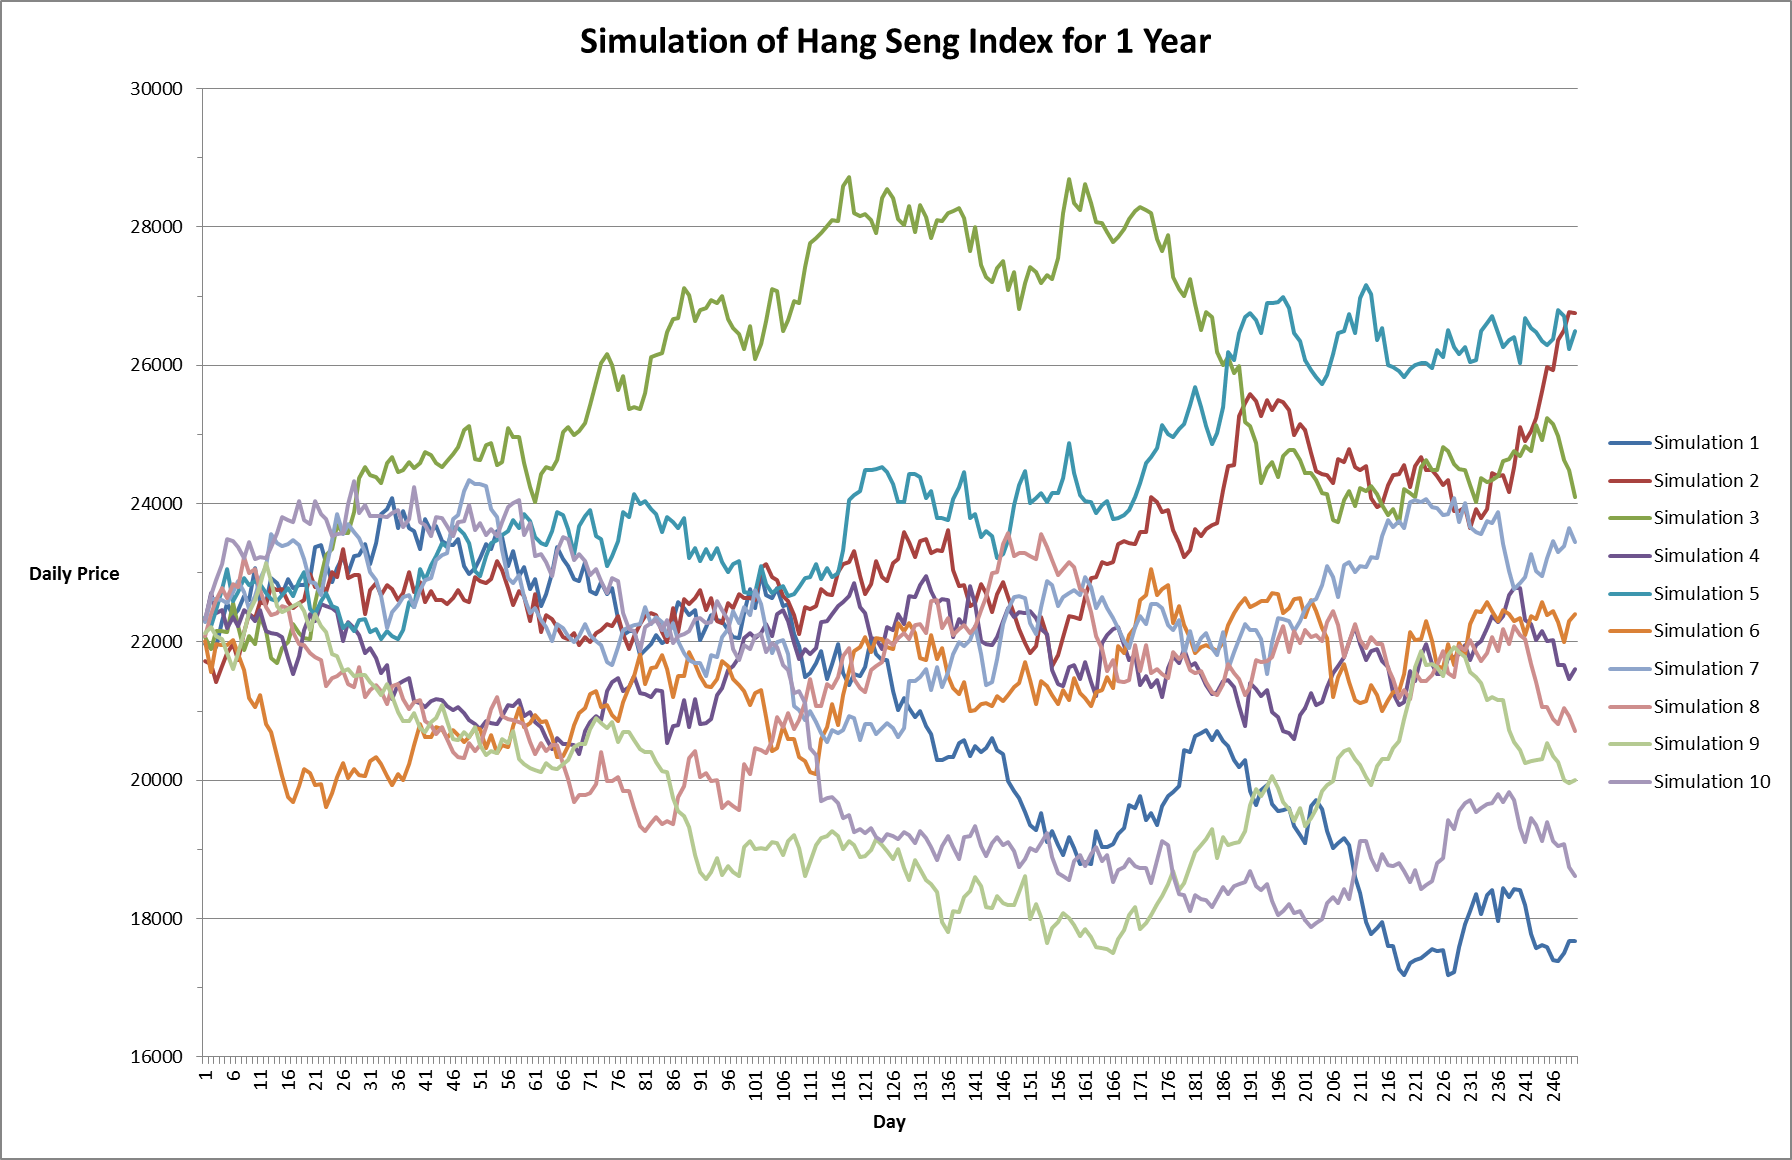 Simulation of Hang Seng Index for 1 Year
30000
28000
26000
24000
22000
20000
18000
16000
Daily Price
1 6 11 16 21 26 31 36 41 46 51 56 61 66 71 76 81 86 91 96 101 106 111 116 121 126 131 136 141 146 151 156 161 166 171 176 181 186 191 196 201 206 211 216 221 226 231 236 241 246
Day
Simulation 1
Simulation 2
Simulation 3
Simulation 4
Simulation 5
Simulation 6
Simulation 7
Simulation 8
Simulation 9
Simulation 10